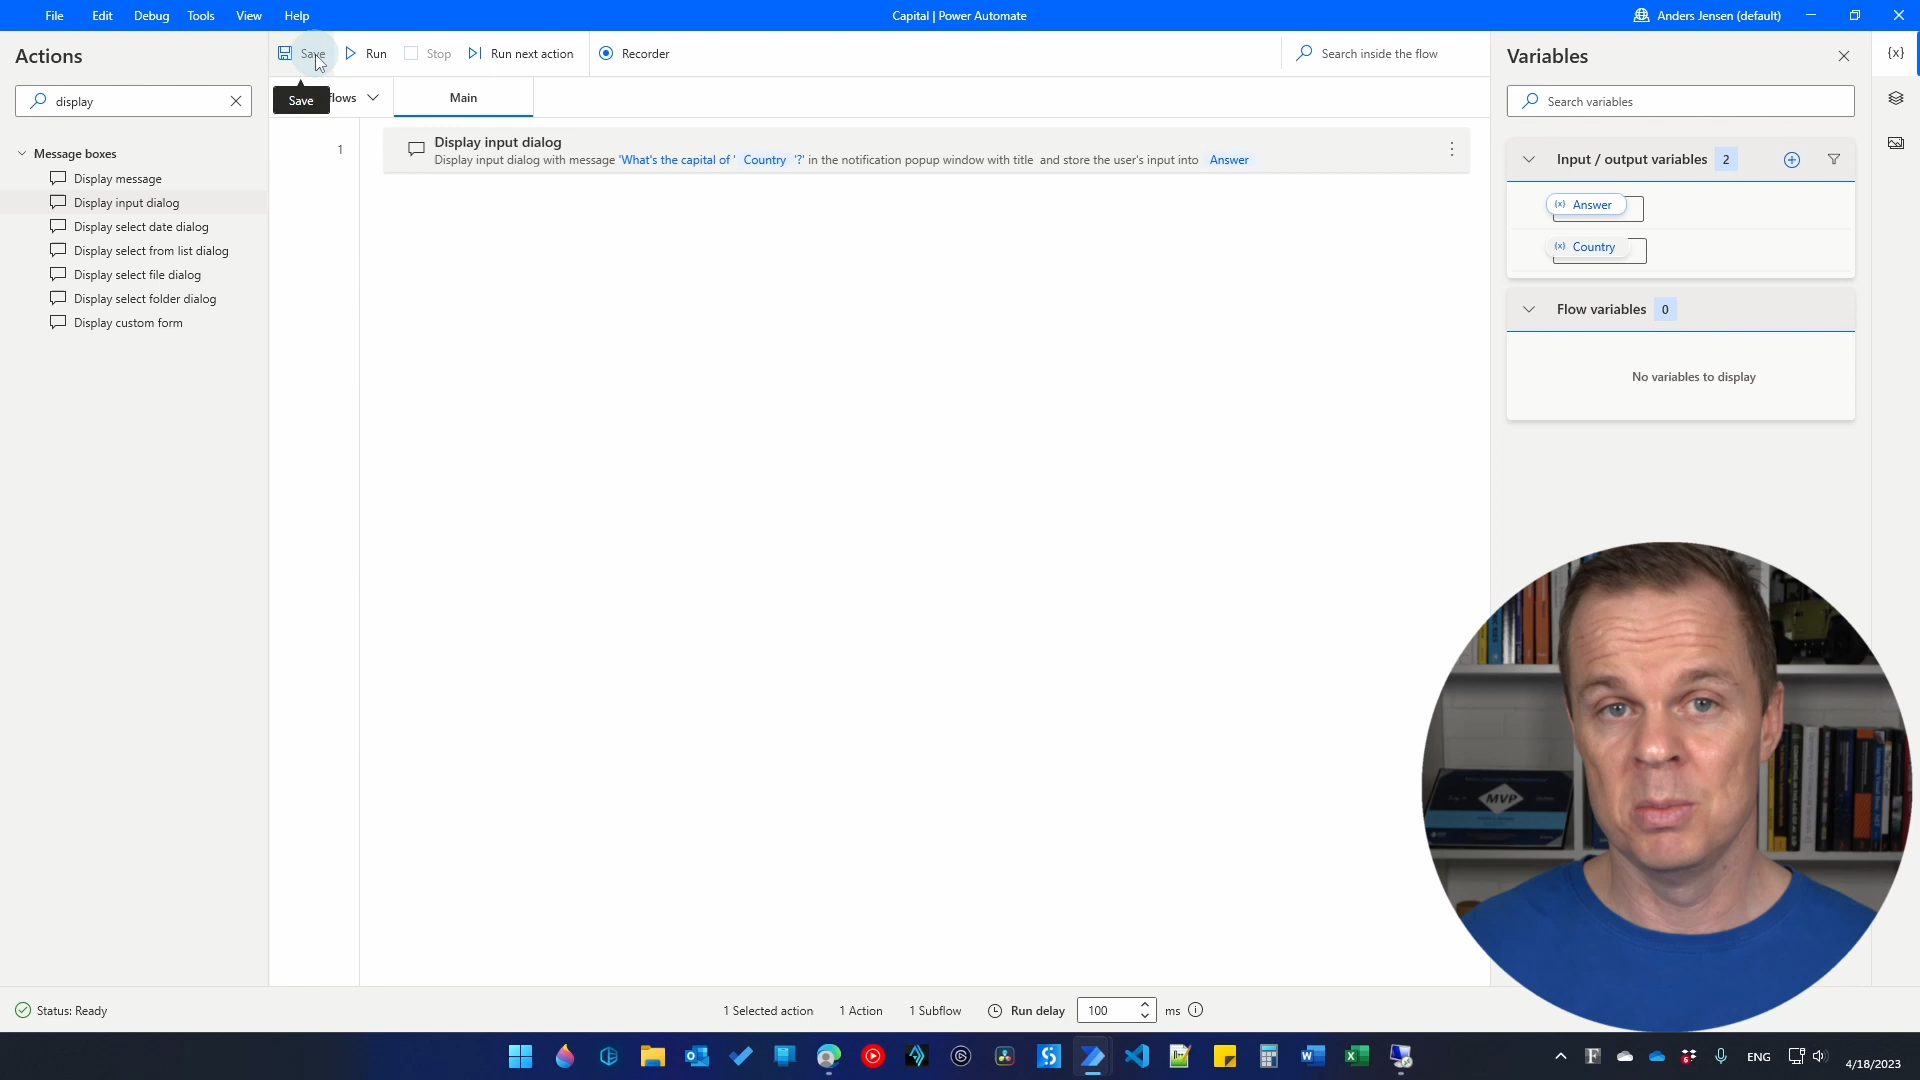 File Edit Debug Tools View Help
Capital | Power Automate
Anders Jensen (default)
Actions
display
Message boxes
Display message
Display input dialog
Display select date dialog
Display select from list dialog
Display select file dialog
Display select folder dialog
Display custom form
Save Run Stop Run next action Recorder
Search inside the flow
Save
flows
Main
1
Display input dialog
Display input dialog with message 'What's the capital of ' Country '?' in the notification popup window with title and store the user's input into Answer
Variables
{x}
Search variables
Input / output variables 2
(x) Answer
(x) Country
Flow variables 0
No variables to display
MVP
Status: Ready
1 Selected action 1 Action 1 Subflow Run delay 100 ms
ENG
4/18/2023